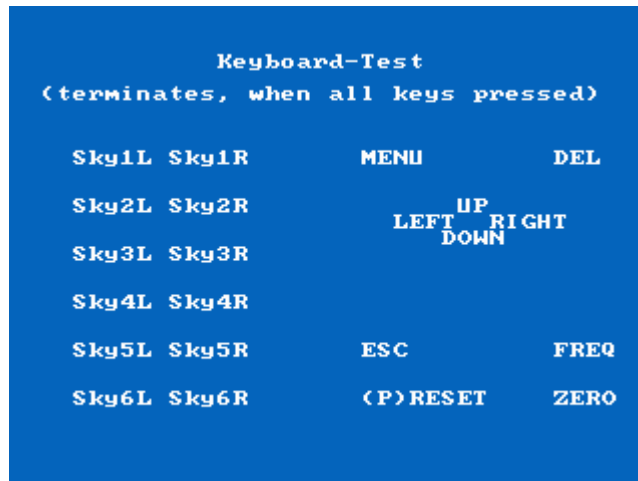 Keyboard-Test
(terminates, when all keys pressed)
Sky1L Sky1R MENU DEL
Sky2L Sky2R UP
LEFT RIGHT
DOWN
Sky3L Sky3R
Sky4L Sky4R
Sky5L Sky5R ESC FREQ
Sky6L Sky6R (P)RESET ZERO